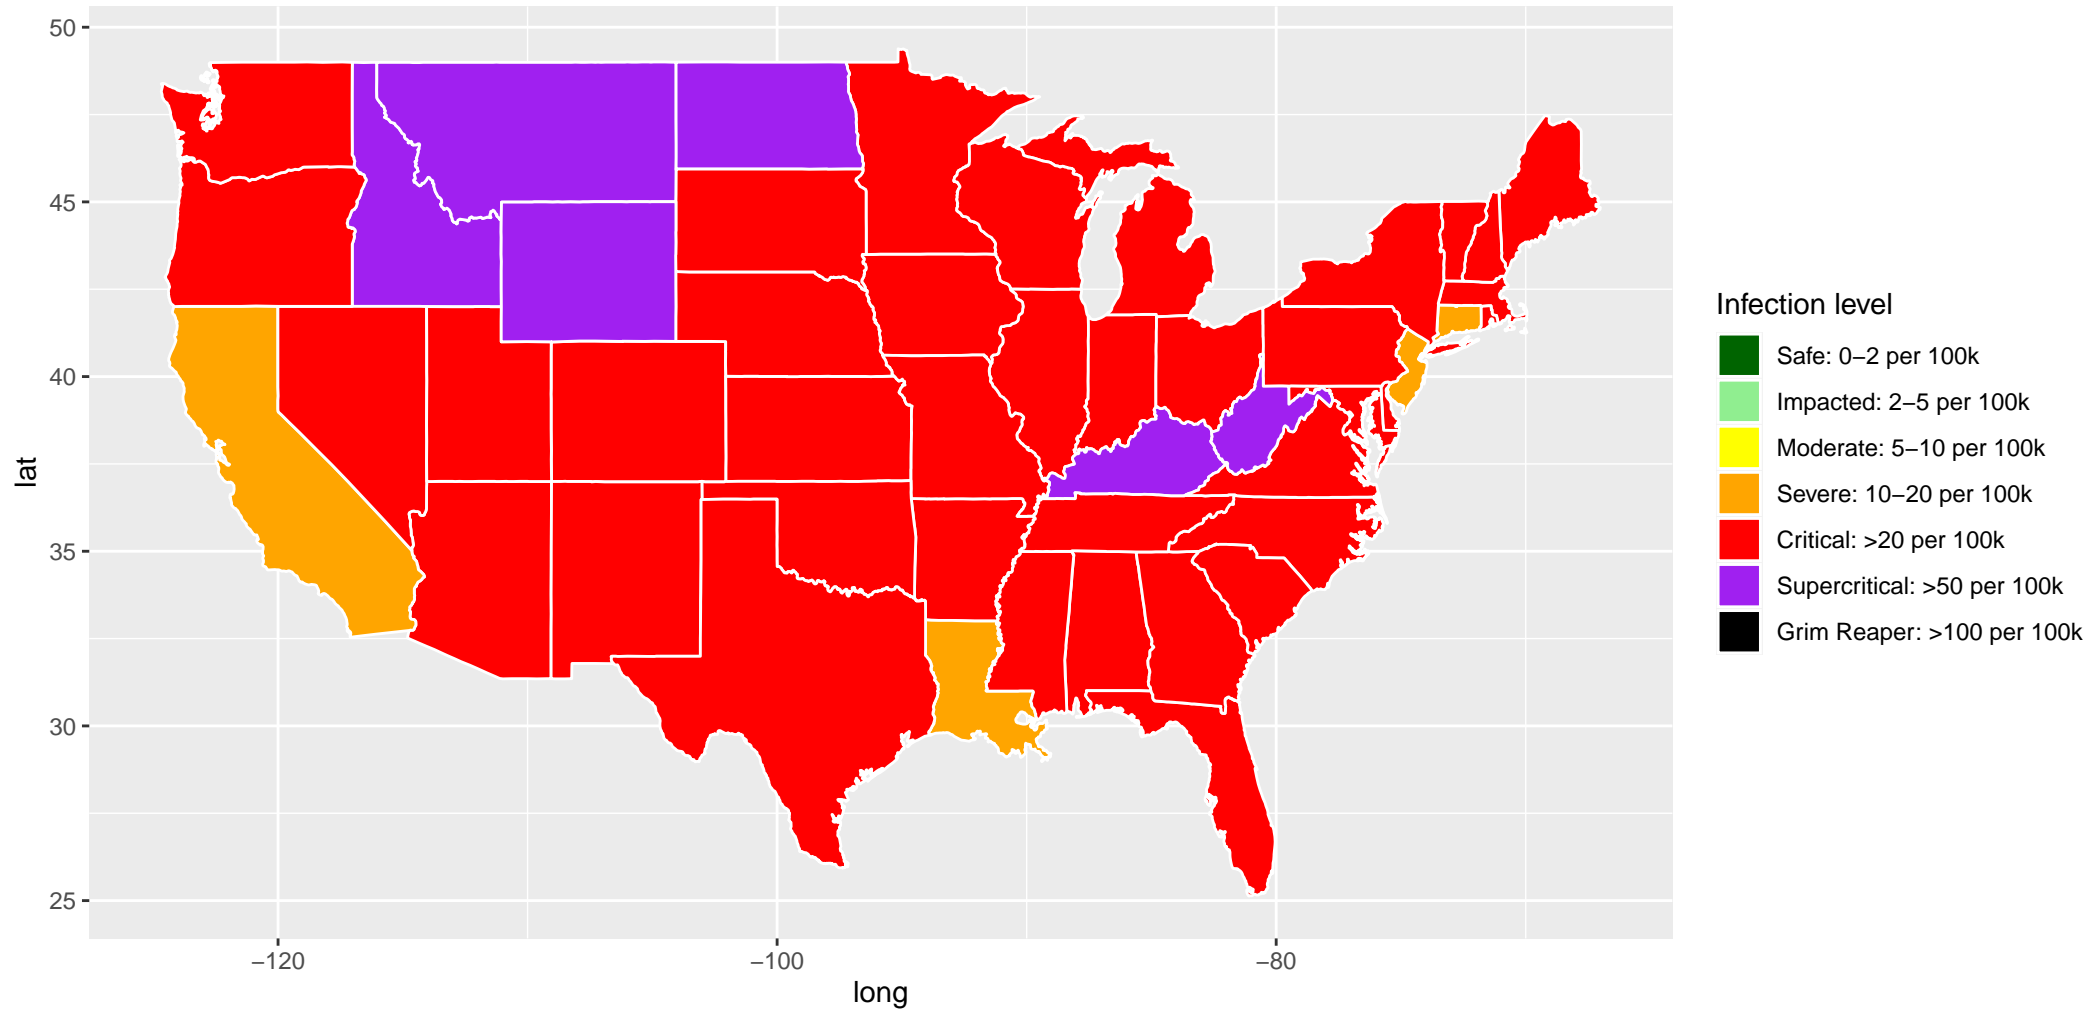 50
45
40
35
30
25
lat
−120
−100
−80
long
Infection level
Safe: 0−2 per 100k
Impacted: 2−5 per 100k
Moderate: 5−10 per 100k
Severe: 10−20 per 100k
Critical: >20 per 100k
Supercritical: >50 per 100k
Grim Reaper: >100 per 100k